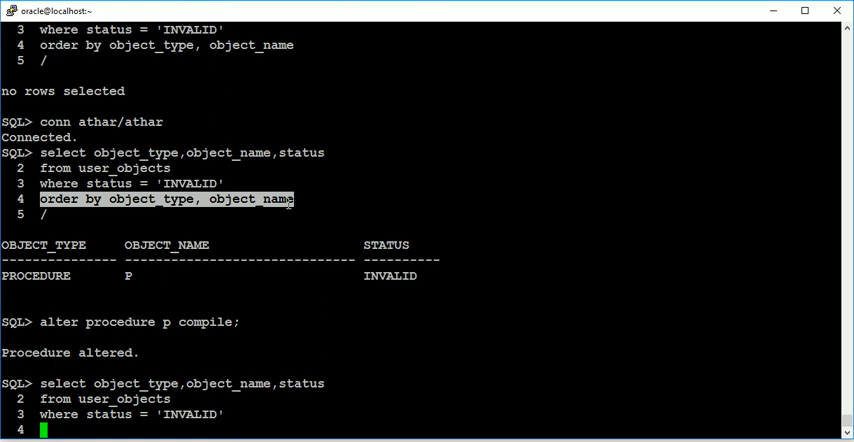 oracle@localhost:~
3 where status = 'INVALID'
4 order by object_type, object_name
5 /
no rows selected
SQL> conn athar/athar
Connected.
SQL> select object_type,object_name,status
2 from user_objects
3 where status = 'INVALID'
4 order by object_type, object_name
5 /
OBJECT_TYPE OBJECT_NAME STATUS
--------------- ------------------------------ ----------
PROCEDURE P INVALID
SQL> alter procedure p compile;
Procedure altered.
SQL> select object_type,object_name,status
2 from user_objects
3 where status = 'INVALID'
4